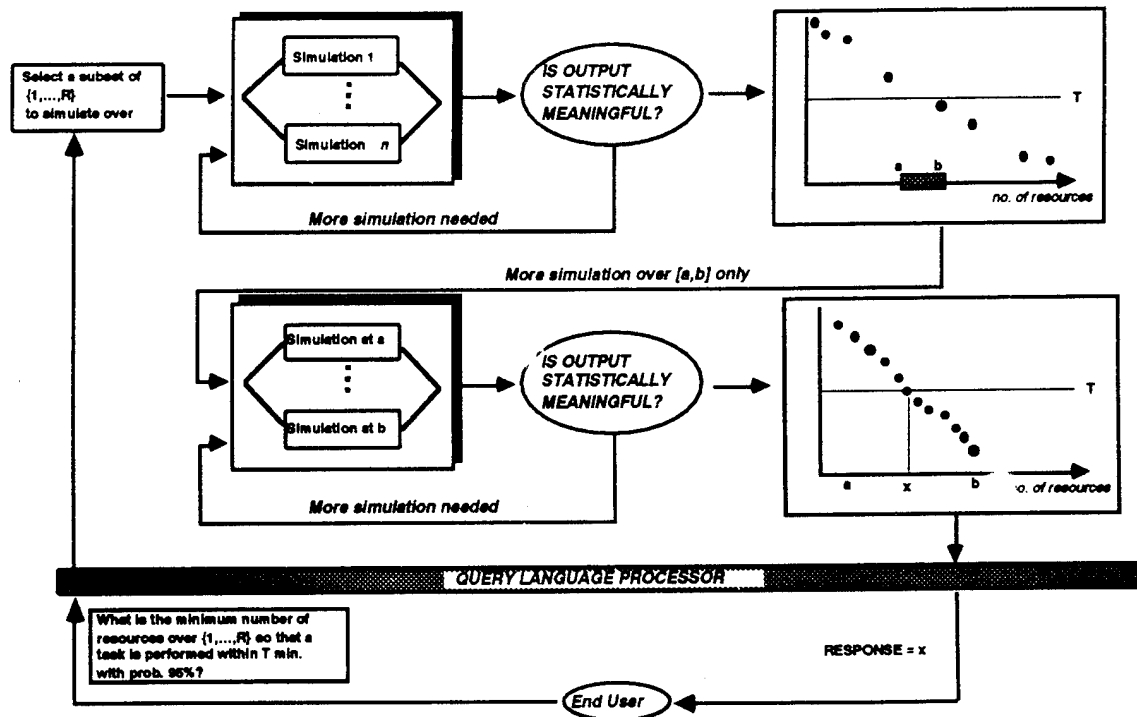 Select a subset of
{1,...,R}
to simulate over
Simulation 1
Simulation n
IS OUTPUT
STATISTICALLY
MEANINGFUL?
More simulation needed
T
a b
no. of resources
More simulation over [a,b] only
Simulation at a
Simulation at b
IS OUTPUT
STATISTICALLY
MEANINGFUL?
More simulation needed
T
a x b
no. of resources
QUERY LANGUAGE PROCESSOR
What is the minimum number of
resources over {1,...,R} so that a
task is performed within T min.
with prob. 95%?
RESPONSE = x
End User